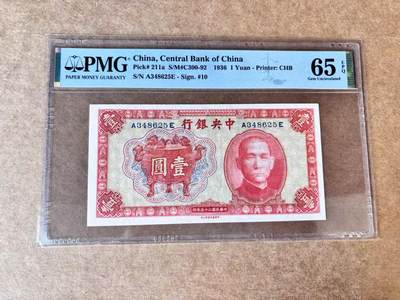 PMG
PAPER MONEY GUARANTY
China, Central Bank of China
Pick# 211a S/M#C300-92 1936 1 Yuan - Printer: CHB
S/N A348625E - Sign. #10
65 EPQ
Gem Uncirculated
A348625E 中央銀行 A348625E
壹圓